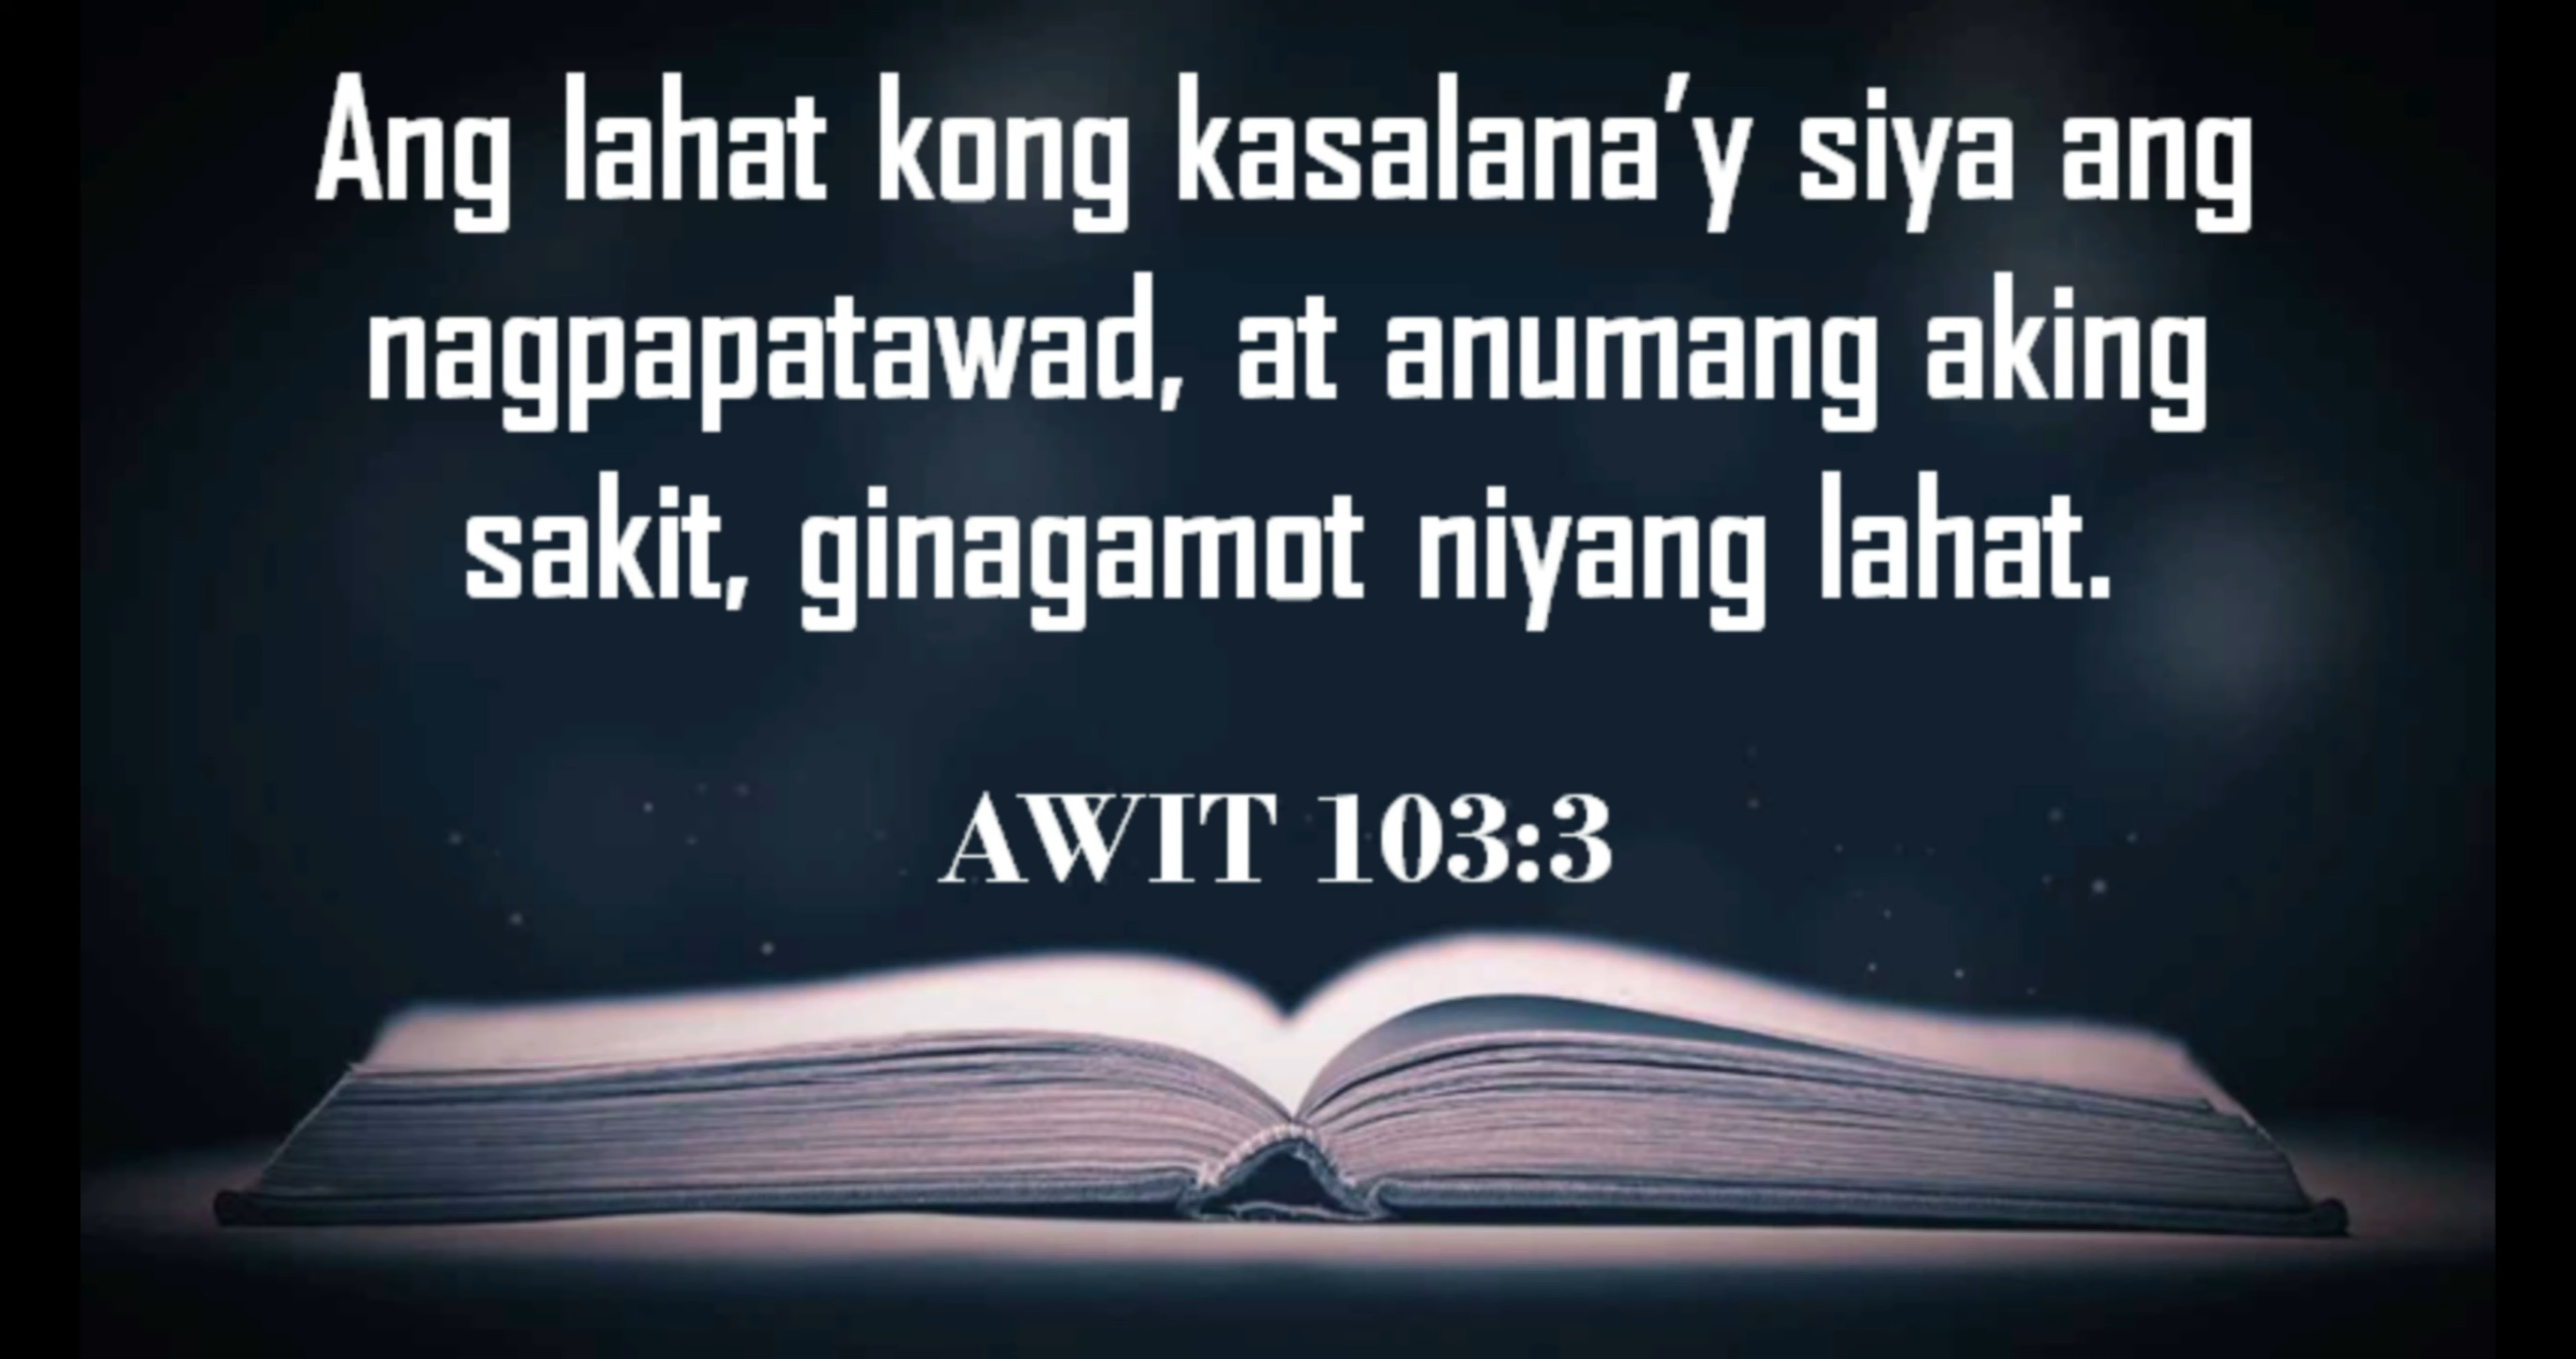 Ang lahat kong kasalana’y siya ang
nagpapatawad, at anumang aking
sakit, ginagamot niyang lahat.
AWIT 103:3